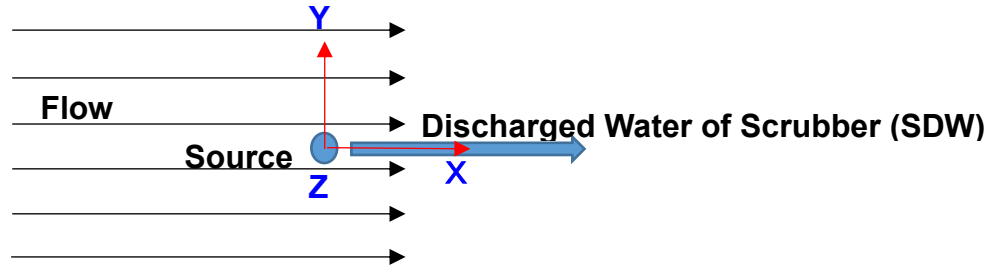 Y
Flow
Discharged Water of Scrubber (SDW)
Source
X
Z